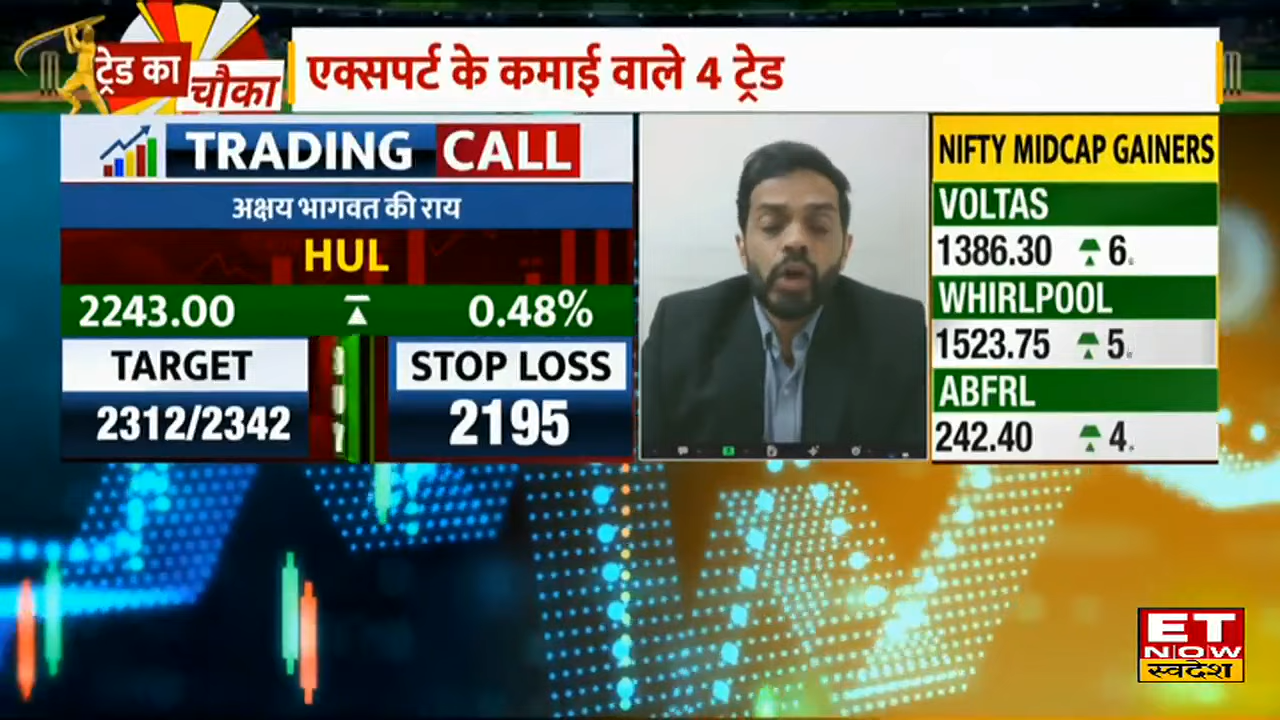 ट्रेड का
चौका
एक्सपर्ट के कमाई वाले 4 ट्रेड
TRADING CALL
अक्षय भागवत की राय
HUL
2243.00 0.48%
TARGET
2312/2342
STOP LOSS
2195
NIFTY MIDCAP GAINERS
VOLTAS
1386.30 6
WHIRLPOOL
1523.75 5
ABFRL
242.40 4
ET
NOW
स्वदेश